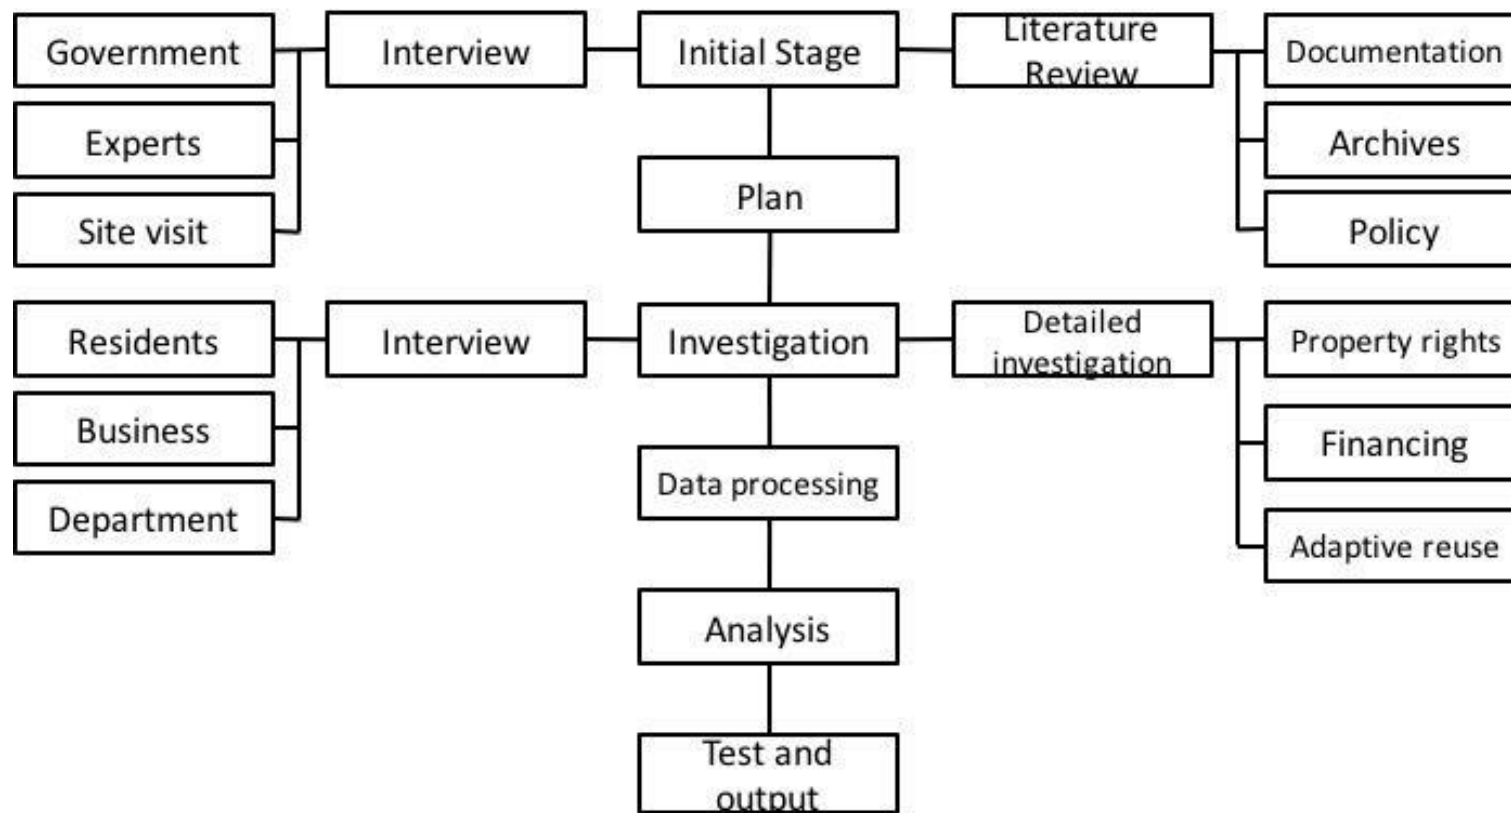 Government
Interview
Initial Stage
Literature
Review
Documentation
Experts
Archives
Plan
Site visit
Policy
Residents
Interview
Investigation
Detailed
investigation
Property rights
Business
Financing
Data processing
Department
Adaptive reuse
Analysis
Test and
output